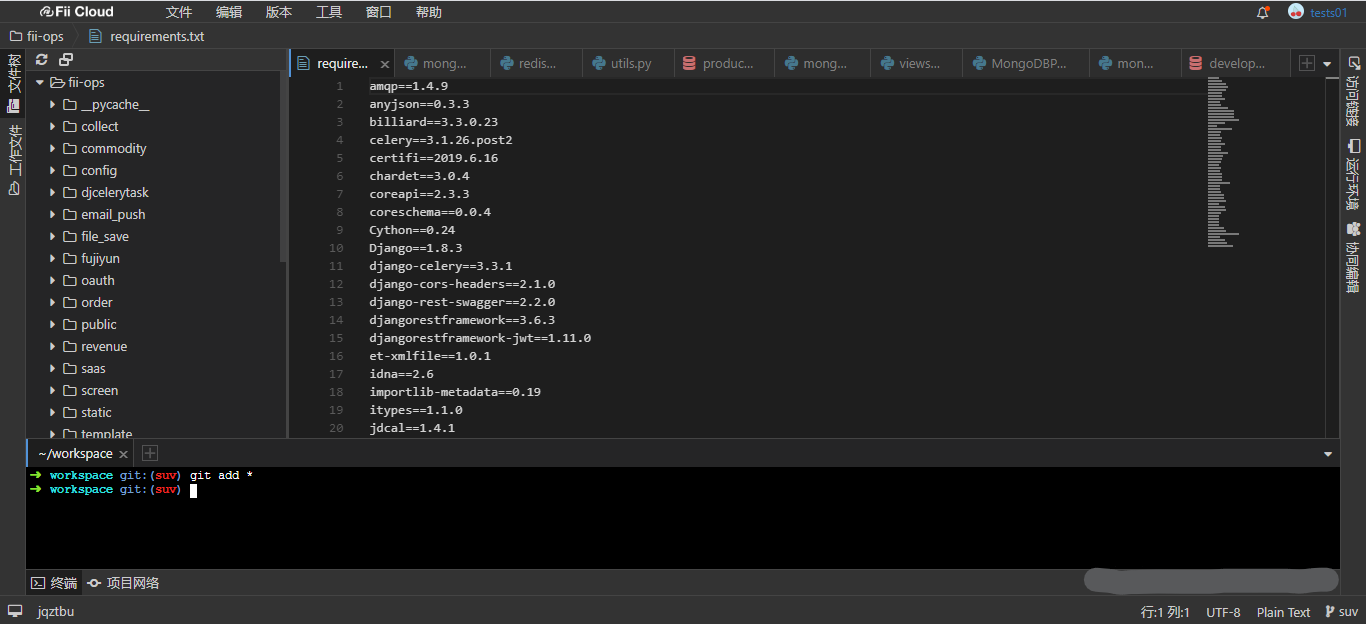 Fii Cloud 文件 编辑 版本 工具 窗口 帮助 tests01
fii-ops requirements.txt
文件树
工作文件
fii-ops
__pycache__
collect
commodity
config
djcelerytask
email_push
file_save
fujiyun
oauth
order
public
revenue
saas
screen
static
template
require... mong... redis... utils.py produc... mong... views... MongoDBP... mon... develop...
1 amqp==1.4.9
2 anyjson==0.3.3
3 billiard==3.3.0.23
4 celery==3.1.26.post2
5 certifi==2019.6.16
6 chardet==3.0.4
7 coreapi==2.3.3
8 coreschema==0.0.4
9 Cython==0.24
10 Django==1.8.3
11 django-celery==3.3.1
12 django-cors-headers==2.1.0
13 django-rest-swagger==2.2.0
14 djangorestframework==3.6.3
15 djangorestframework-jwt==1.11.0
16 et-xmlfile==1.0.1
17 idna==2.6
18 importlib-metadata==0.19
19 itypes==1.1.0
20 jdcal==1.4.1
访问链接
运行环境
协同编辑
~/workspace
→ workspace git:(suv) git add *
→ workspace git:(suv)
终端 项目网络
jqztbu 行:1 列:1 UTF-8 Plain Text suv